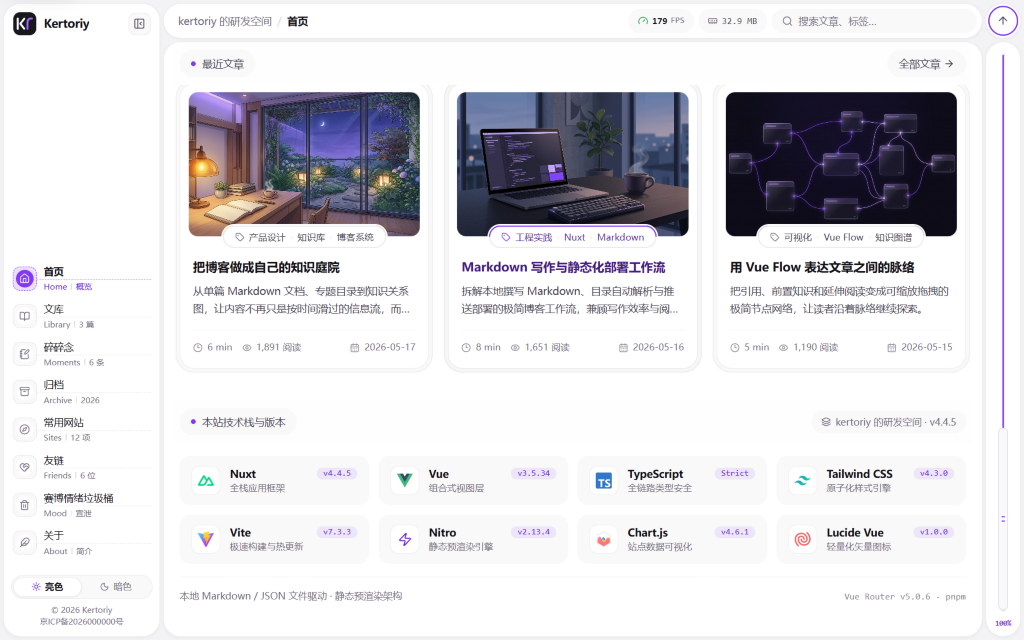 Kertoriy
首页
Home | 概览
文库
Library | 3 篇
碎碎念
Moments | 6 条
归档
Archive | 2026
常用网站
Sites | 12 项
友链
Friends | 6 位
赛博情绪垃圾桶
Mood | 宣泄
关于
About | 简介
亮色
暗色
© 2026 Kertoriy
京ICP备2026000000号
kertoriy 的研发空间 / 首页
179 FPS
32.9 MB
搜索文章、标签...
最近文章
全部文章
产品设计 · 知识库 · 博客系统
把博客做成自己的知识庭院
从单篇 Markdown 文档、专题目录到知识关系
图，让内容不再只是按时间滑过的信息流，而...
6 min 1,891 阅读 2026-05-17
工程实践 · Nuxt · Markdown
Markdown 写作与静态化部署工作流
拆解本地撰写 Markdown、目录自动解析与推
送部署的极简博客工作流，兼顾写作效率与阅...
8 min 1,651 阅读 2026-05-16
可视化 · Vue Flow · 知识图谱
用 Vue Flow 表达文章之间的脉络
把引用、前置知识和延伸阅读变成可缩放拖拽的
极简节点网络，让读者沿着脉络继续探索。
5 min 1,190 阅读 2026-05-15
本站技术栈与版本
kertoriy 的研发空间 · v4.4.5
Nuxt v4.4.5
全栈应用框架
Vue v3.5.34
组合式视图层
TS
TypeScript Strict
全链路类型安全
Tailwind CSS v4.3.0
原子化样式引擎
Vite v7.3.3
极速构建与热更新
Nitro v2.13.4
静态预渲染引擎
Chart.js v4.6.1
站点数据可视化
Lucide Vue v1.0.0
轻量化矢量图标
本地 Markdown / JSON 文件驱动 · 静态预渲染架构
Vue Router v5.0.6 · pnpm
100%